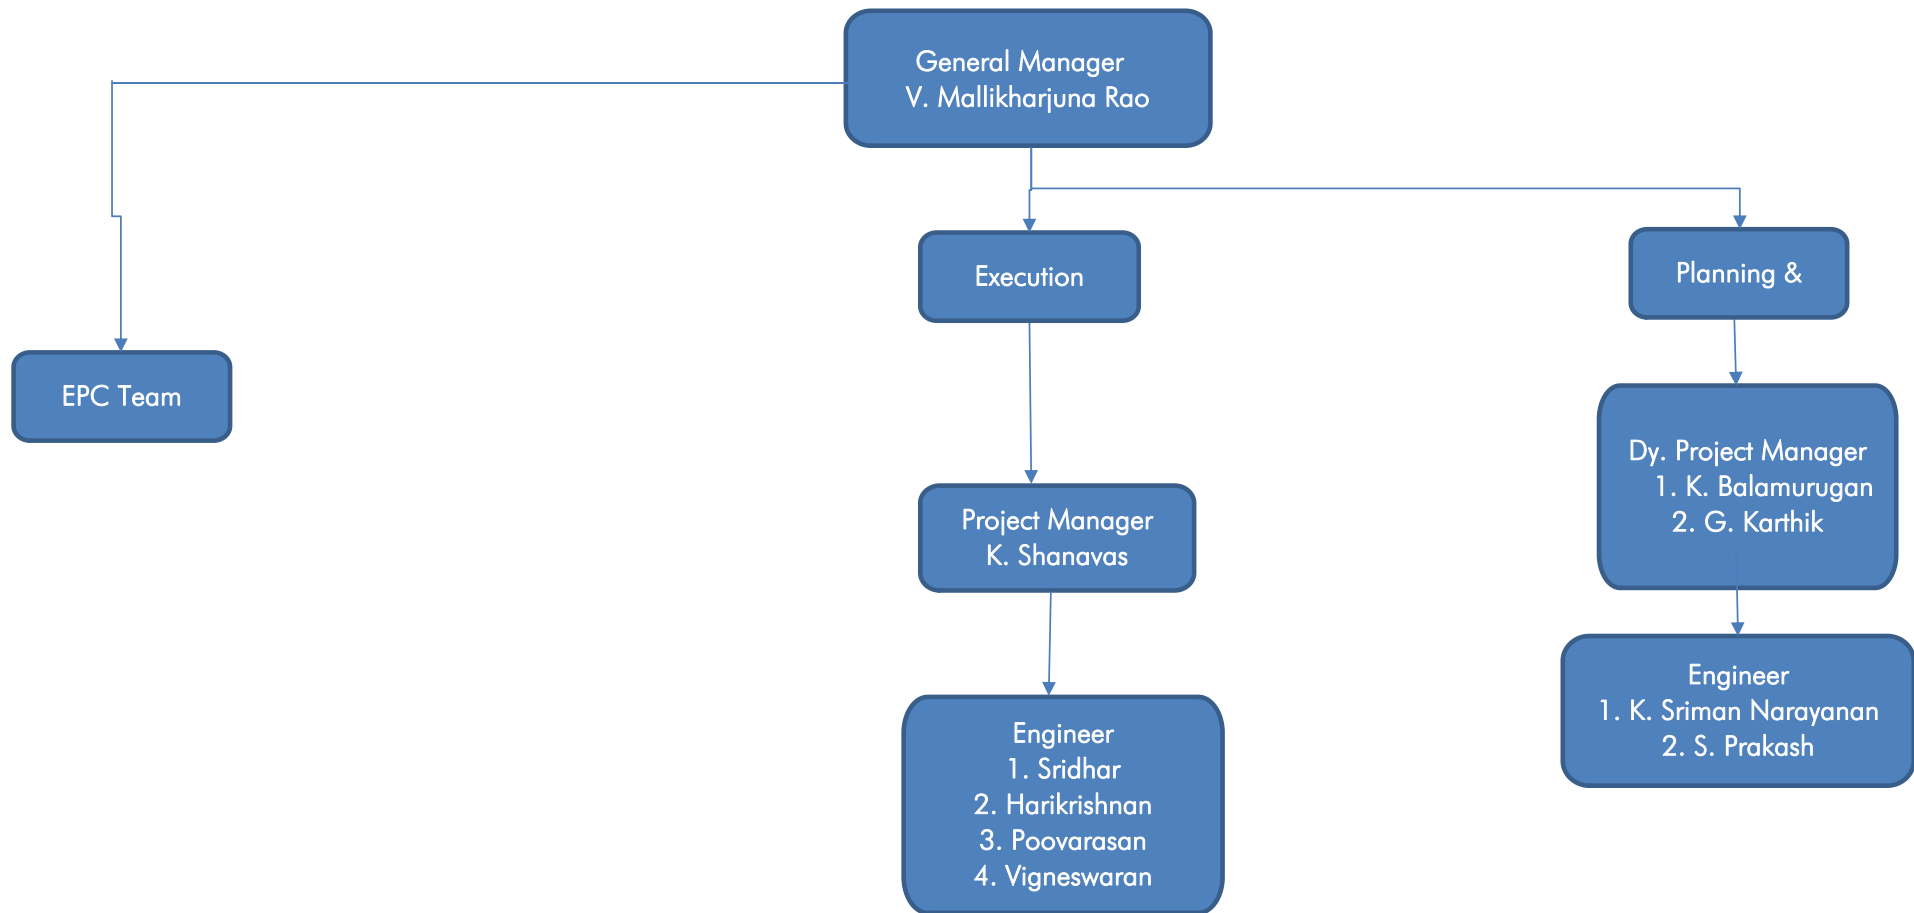 General Manager
V. Mallikharjuna Rao
Execution
Planning &
EPC Team
Dy. Project Manager
1. K. Balamurugan
2. G. Karthik
Project Manager
K. Shanavas
Engineer
1. K. Sriman Narayanan
2. S. Prakash
Engineer
1. Sridhar
2. Harikrishnan
3. Poovarasan
4. Vigneswaran